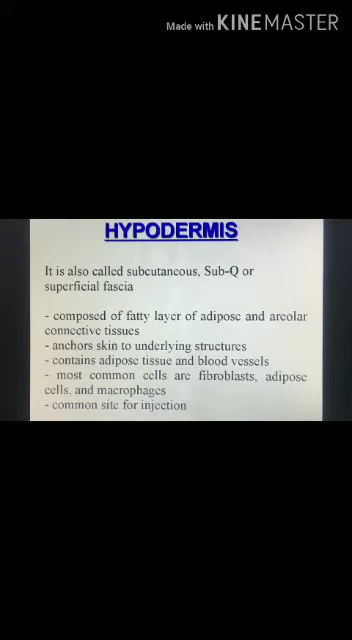 Made with KINEMASTER
HYPODERMIS
It is also called subcutaneous, Sub-Q or
superficial fascia
- composed of fatty layer of adipose and areolar
connective tissues
- anchors skin to underlying structures
- contains adipose tissue and blood vessels
- most common cells are fibroblasts, adipose
cells, and macrophages
- common site for injection